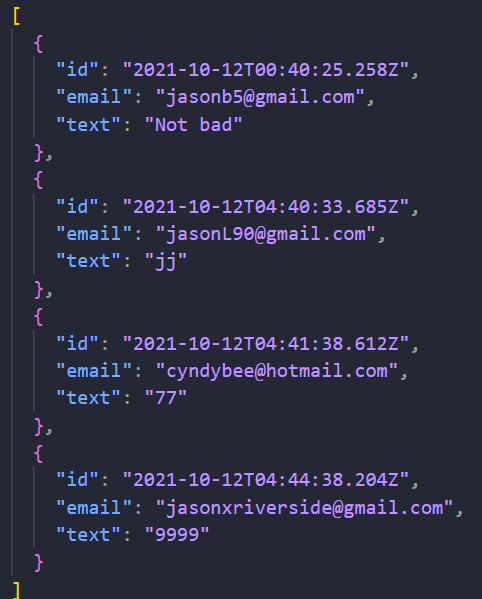 [
  {
    "id": "2021-10-12T00:40:25.258Z",
    "email": "jasonb5@gmail.com",
    "text": "Not bad"
  },
  {
    "id": "2021-10-12T04:40:33.685Z",
    "email": "jasonL90@gmail.com",
    "text": "jj"
  },
  {
    "id": "2021-10-12T04:41:38.612Z",
    "email": "cyndybee@hotmail.com",
    "text": "77"
  },
  {
    "id": "2021-10-12T04:44:38.204Z",
    "email": "jasonxriverside@gmail.com",
    "text": "9999"
  }
]